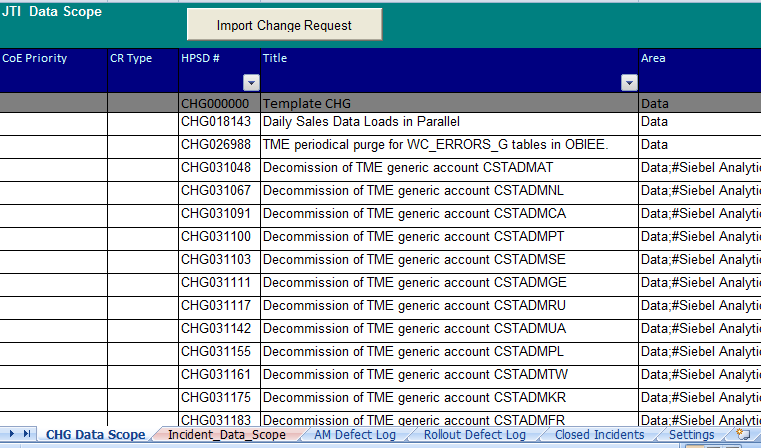 JTI Data Scope
Import Change Request
CoE Priority CR Type HPSD # Title Area
CHG000000 Template CHG Data
CHG018143 Daily Sales Data Loads in Parallel Data
CHG026988 TME periodical purge for WC_ERRORS_G tables in OBIEE. Data
CHG031048 Decomission of TME generic account CSTADMAT Data;#Siebel Analytic
CHG031067 Decommission of TME generic account CSTADMNL Data;#Siebel Analytic
CHG031091 Decommission of TME generic account CSTADMCA Data;#Siebel Analytic
CHG031100 Decommission of TME generic account CSTADMPT Data;#Siebel Analytic
CHG031103 Decommission of TME generic account CSTADMSE Data;#Siebel Analytic
CHG031111 Decommission of TME generic account CSTADMGE Data;#Siebel Analytic
CHG031117 Decommission of TME generic account CSTADMRU Data;#Siebel Analytic
CHG031142 Decommission of TME generic account CSTADMUA Data;#Siebel Analytic
CHG031155 Decommission of TME generic account CSTADMPL Data;#Siebel Analytic
CHG031161 Decommission of TME generic account CSTADMTW Data;#Siebel Analytic
CHG031175 Decommission of TME generic account CSTADMKR Data;#Siebel Analytic
CHG031183 Decommission of TME generic account CSTADMFR Data;#Siebel Analytic
CHG Data Scope Incident_Data_Scope AM Defect Log Rollout Defect Log Closed Incidents Settings